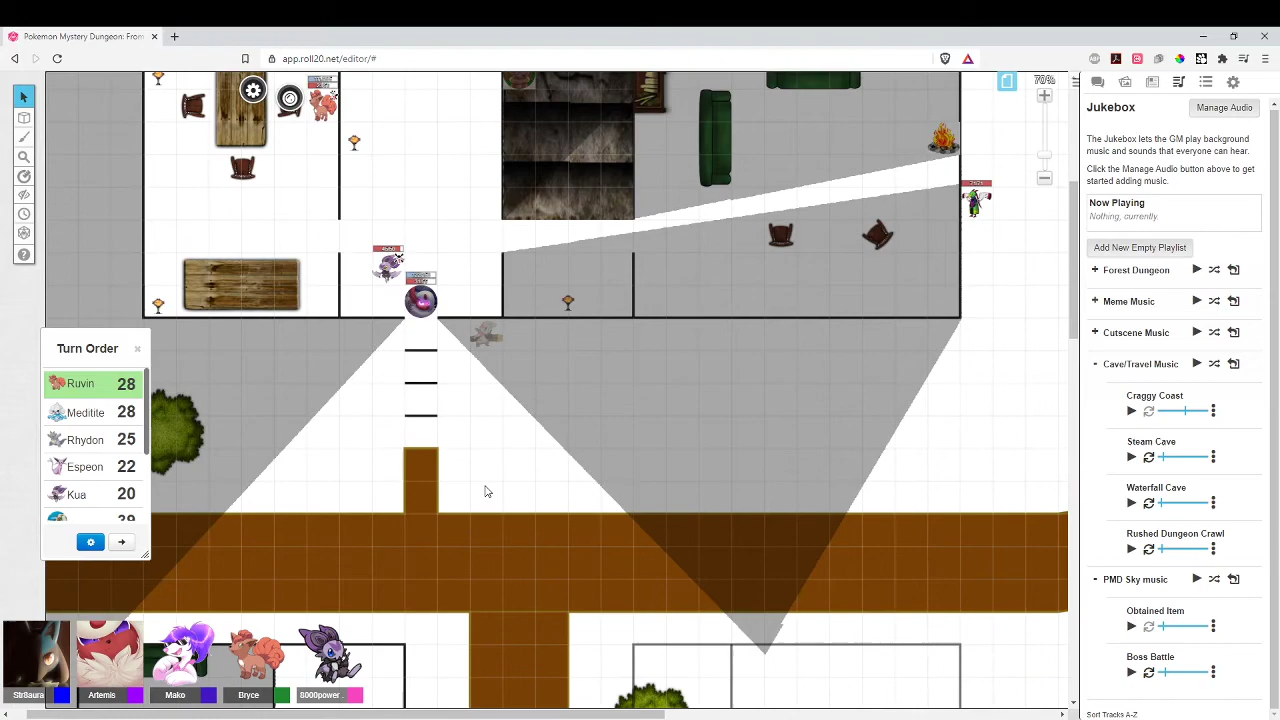 Pokemon Mystery Dungeon: From
app.roll20.net/editor/#
70%
Jukebox
Manage Audio
The Jukebox lets the GM play background
music and sounds that everyone can hear.
Click the Manage Audio button above to get
started adding music.
Now Playing
Nothing, currently.
Add New Empty Playlist
Forest Dungeon
Meme Music
Cutscene Music
Cave/Travel Music
Craggy Coast
Steam Cave
Waterfall Cave
Rushed Dungeon Crawl
PMD Sky music
Obtained Item
Boss Battle
Sort Tracks A-Z
Turn Order
Ruvin 28
Meditite 28
Rhydon 25
Espeon 22
Kua 20
Str8aura
Artemis
Mako
Bryce
8000power